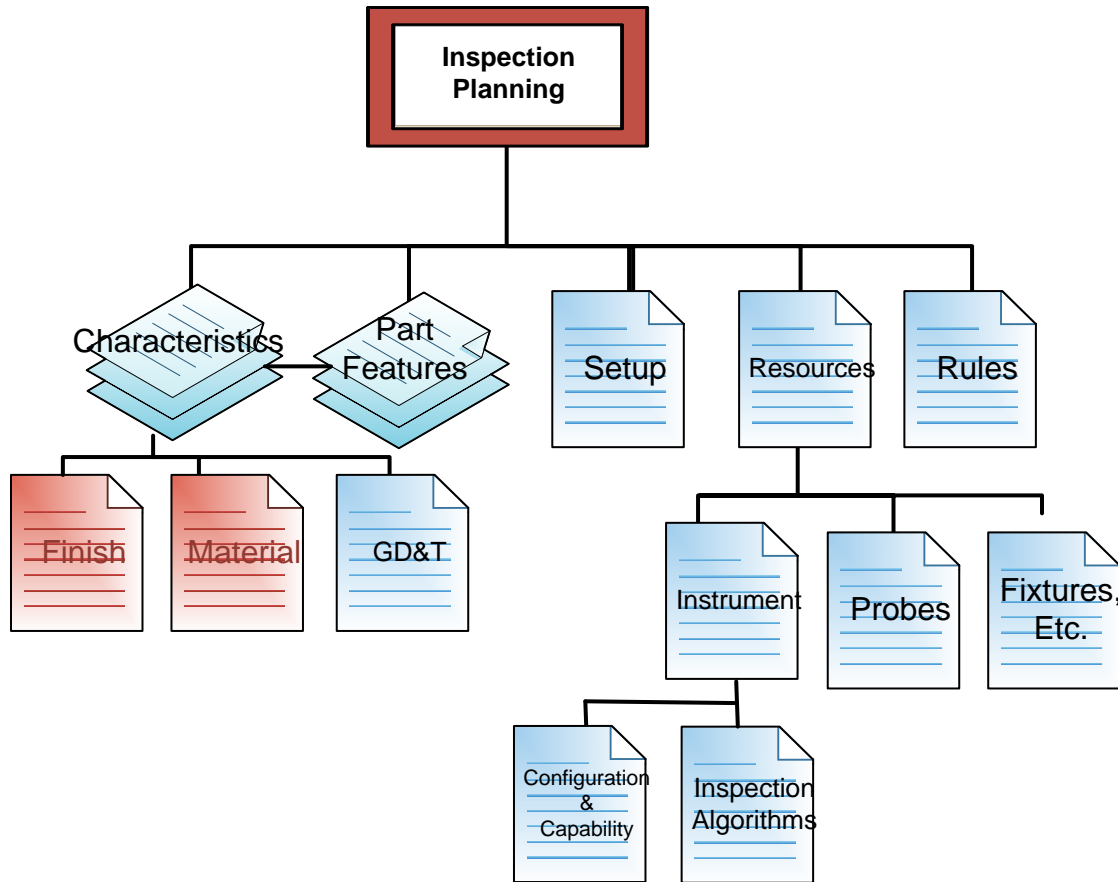 Inspection
Planning
Characteristics
Part
Features
Setup
Resources
Rules
Finish
Material
GD&T
Instrument
Probes
Fixtures,
Etc.
Configuration
&
Capability
Inspection
Algorithms